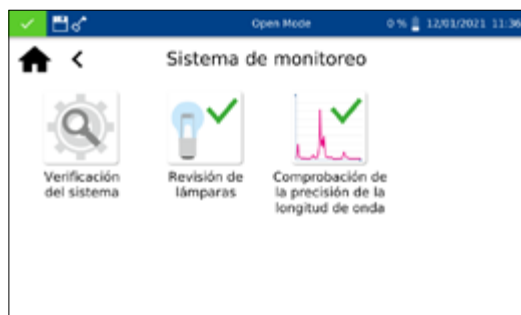 Open Mode 0 % 12/01/2021 11:36
Sistema de monitoreo
Verificación
del sistema
Revisión de
lámparas
Comprobación de
la precisión de la
longitud de onda